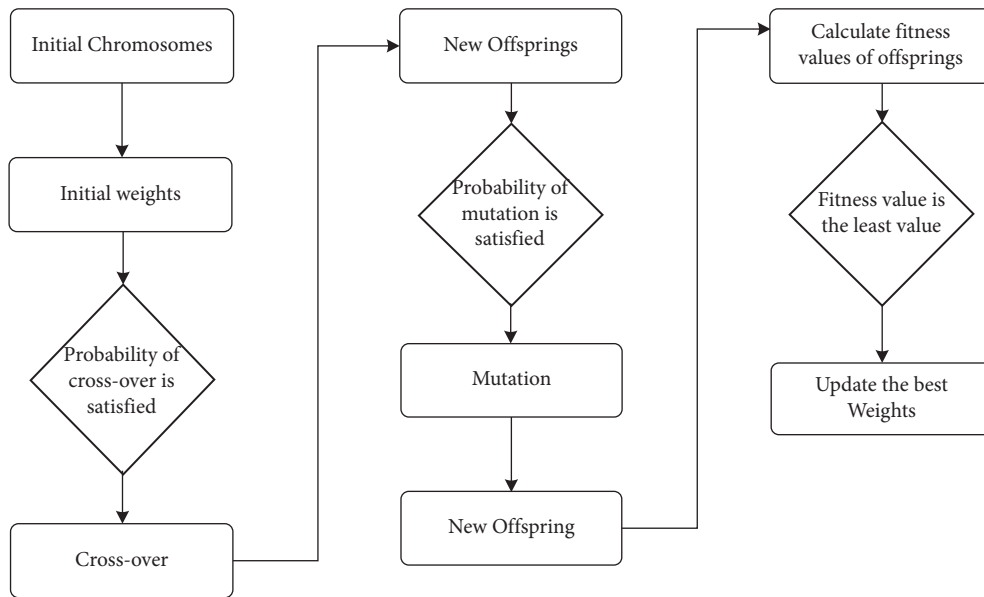 Initial Chromosomes
Initial weights
Probability of
cross-over is
satisfied
Cross-over
New Offsprings
Probability of
mutation is
satisfied
Mutation
New Offspring
Calculate fitness
values of offsprings
Fitness value is
the least value
Update the best
Weights